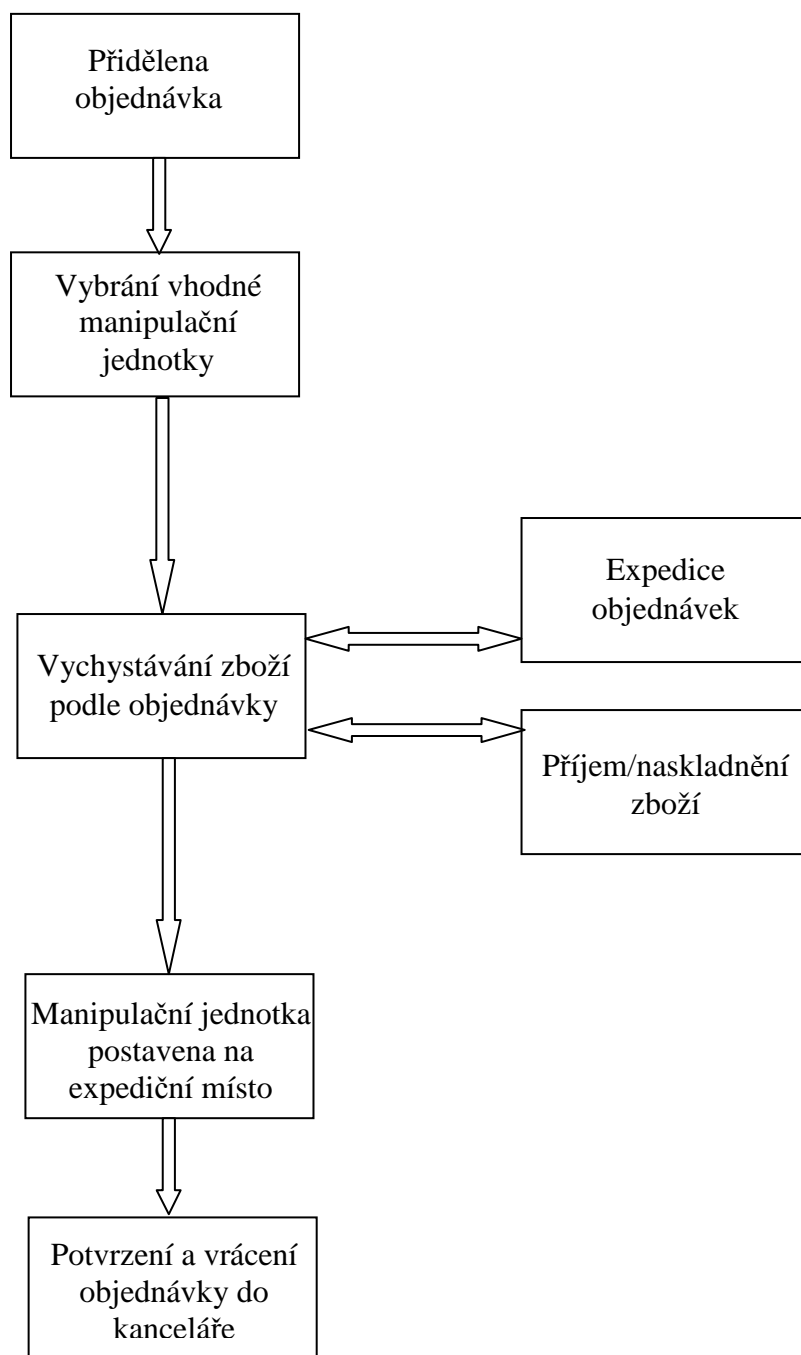 Přidělena
objednávka
Vybrání vhodné
manipulační
jednotky
Expedice
objednávek
Vychystávání zboží
podle objednávky
Příjem/naskladnění
zboží
Manipulační jednotka
postavena na
expediční místo
Potvrzení a vrácení
objednávky do
kanceláře